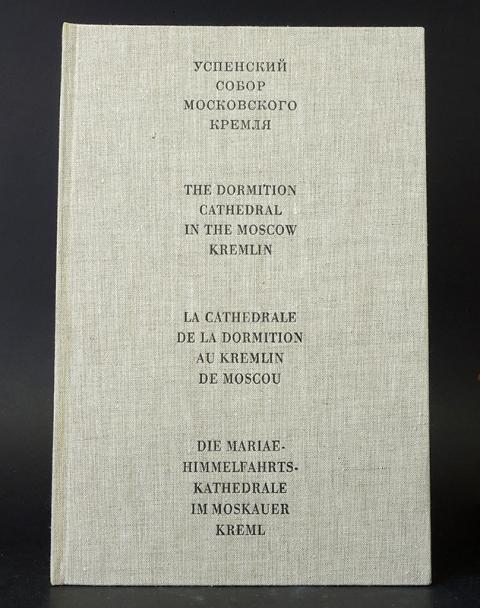 УСПЕНСКИЙ
СОБОР
МОСКОВСКОГО
КРЕМЛЯ
THE DORMITION
CATHEDRAL
IN THE MOSCOW
KREMLIN
LA CATHEDRALE
DE LA DORMITION
AU KREMLIN
DE MOSCOU
DIE MARIAE-
HIMMELFAHRTS-
KATHEDRALE
IM MOSKAUER
KREML